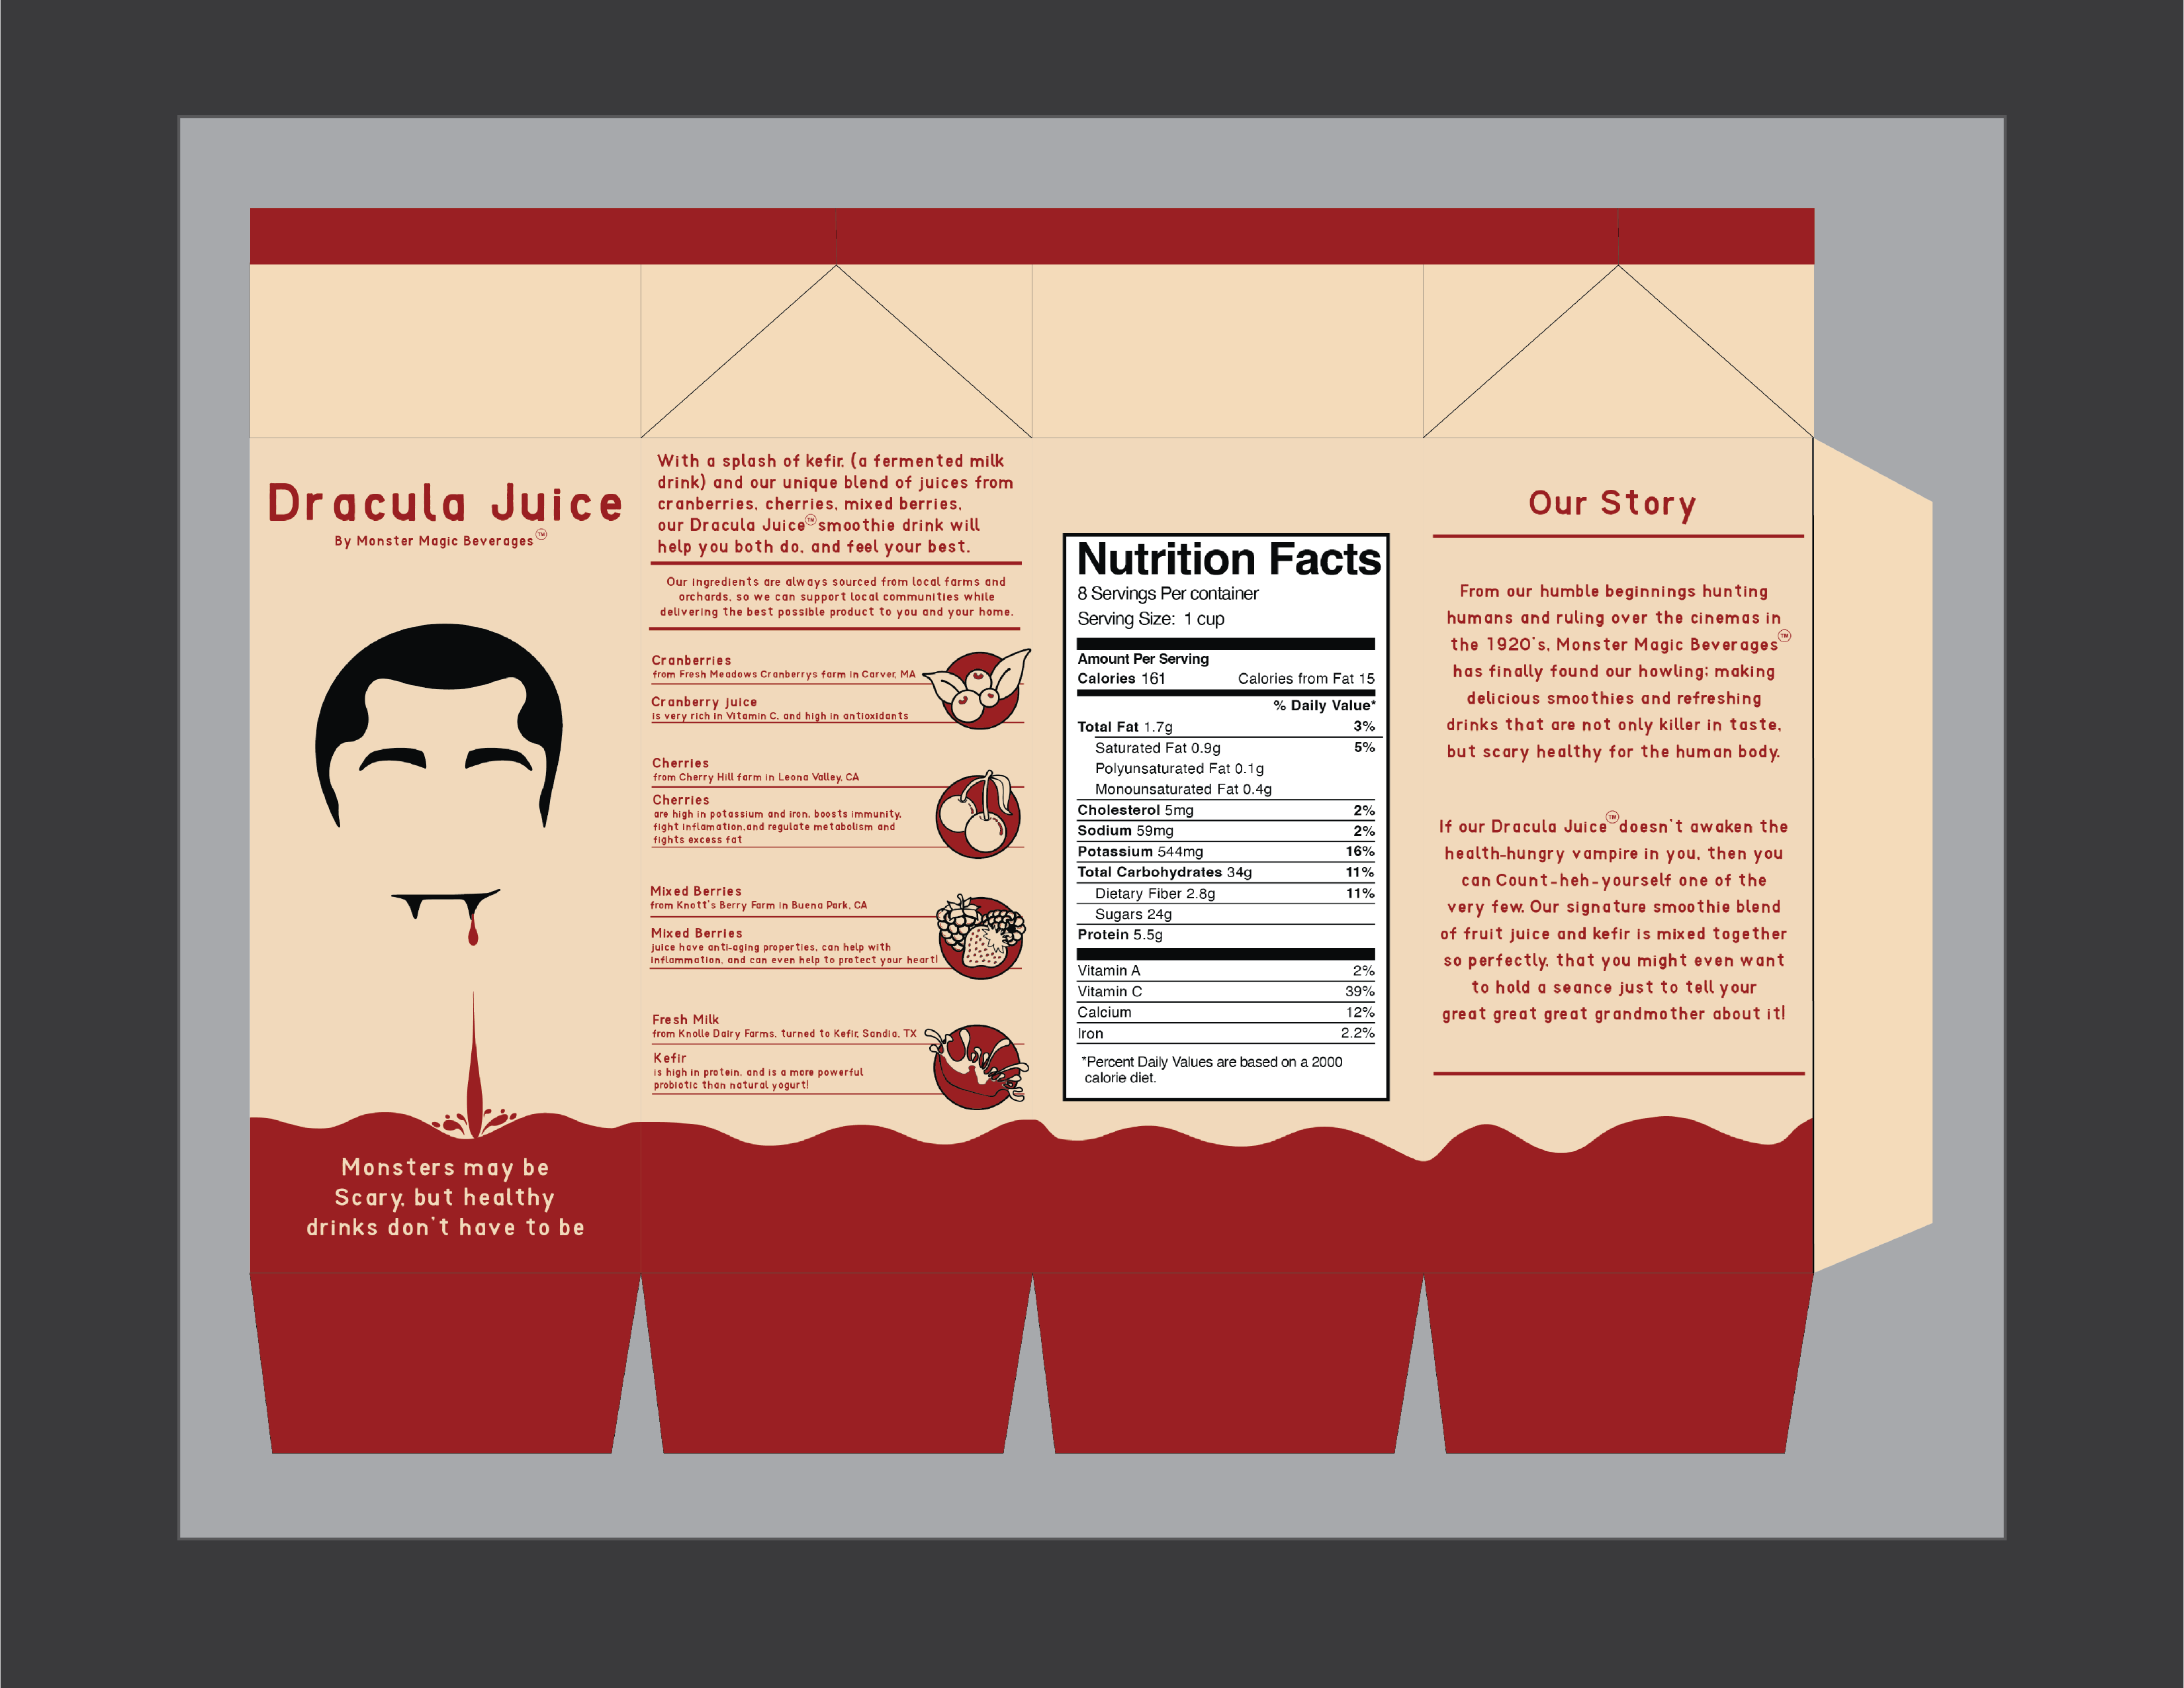 Dracula Juice
By Monster Magic Beverages™
Monsters may be
Scary, but healthy
drinks don't have to be
With a splash of kefir, (a fermented milk
drink) and our unique blend of juices from
cranberries, cherries, mixed berries,
our Dracula Juice™ smoothie drink will
help you both do, and feel your best.
Our ingredients are always sourced from local farms and
orchards, so we can support local communities while
delivering the best possible product to you and your home.
Cranberries
from Fresh Meadows Cranberrys farm in Carver, MA
Cranberry juice
is very rich in Vitamin C, and high in antioxidants
Cherries
from Cherry Hill farm in Leona Valley, CA
Cherries
are high in potassium and iron, boosts immunity,
fight inflamation,and regulate metabolism and
fights excess fat
Mixed Berries
from Knott's Berry Farm in Buena Park, CA
Mixed Berries
juice have anti-aging properties, can help with
inflammation, and can even help to protect your heart!
Fresh Milk
from Knolle Dairy Farms, turned to Kefir, Sandia, TX
Kefir
is high in protein, and is a more powerful
probiotic than natural yogurt!
Nutrition Facts
8 Servings Per container
Serving Size: 1 cup
Amount Per Serving
Calories 161 Calories from Fat 15
% Daily Value*
Total Fat 1.7g 3%
Saturated Fat 0.9g 5%
Polyunsaturated Fat 0.1g
Monounsaturated Fat 0.4g
Cholesterol 5mg 2%
Sodium 59mg 2%
Potassium 544mg 16%
Total Carbohydrates 34g 11%
Dietary Fiber 2.8g 11%
Sugars 24g
Protein 5.5g
Vitamin A 2%
Vitamin C 39%
Calcium 12%
Iron 2.2%
*Percent Daily Values are based on a 2000
calorie diet.
Our Story
From our humble beginnings hunting
humans and ruling over the cinemas in
the 1920's, Monster Magic Beverages™
has finally found our howling; making
delicious smoothies and refreshing
drinks that are not only killer in taste,
but scary healthy for the human body.
If our Dracula Juice™ doesn't awaken the
health-hungry vampire in you, then you
can Count-heh-yourself one of the
very few. Our signature smoothie blend
of fruit juice and kefir is mixed together
so perfectly, that you might even want
to hold a seance just to tell your
great great great grandmother about it!